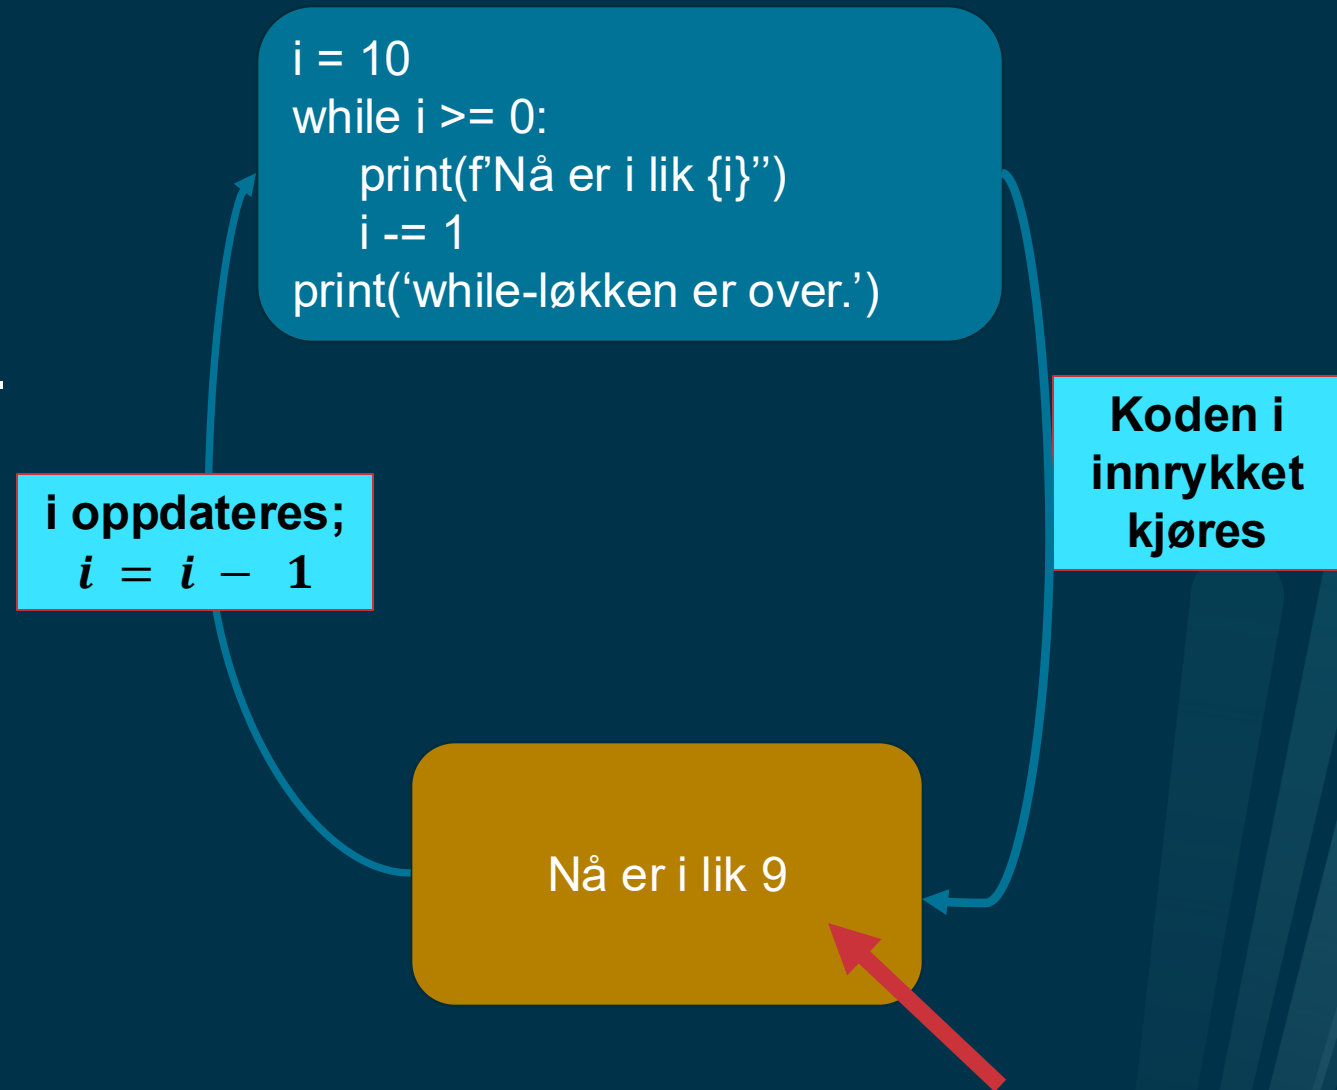 i = 10
while i >= 0:
print(f’Nå er i lik {i}’’)
i -= 1
print(‘while-løkken er over.’)
Koden i
innrykket
kjøres
i oppdateres;
i = i − 1
Nå er i lik 9